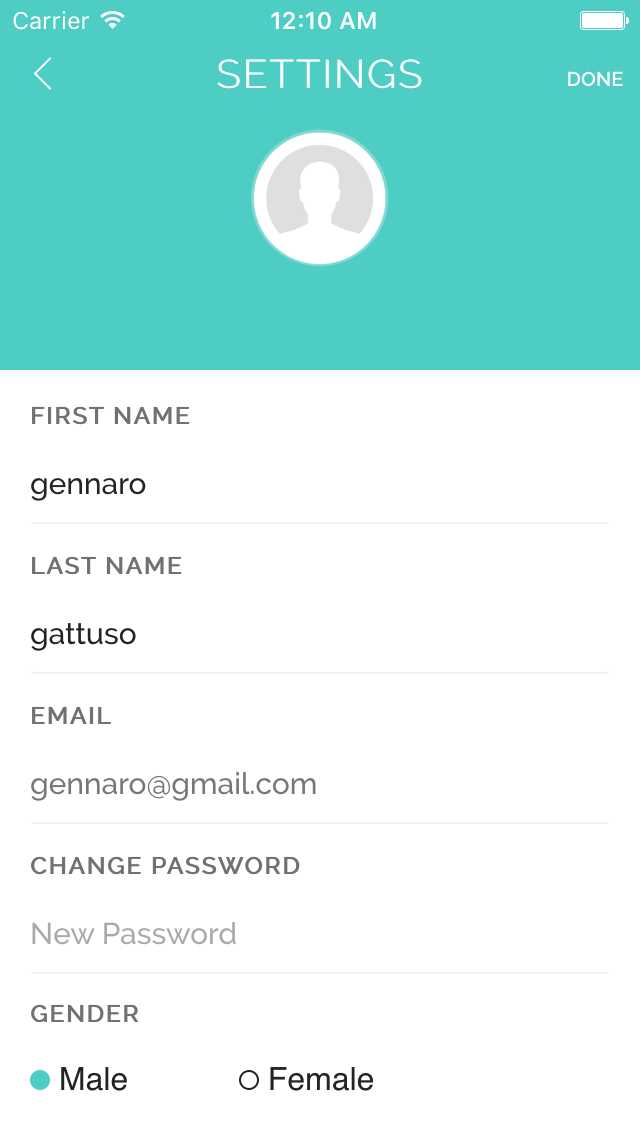 Carrier 12:10 AM
SETTINGS DONE
FIRST NAME
gennaro
LAST NAME
gattuso
EMAIL
gennaro@gmail.com
CHANGE PASSWORD
New Password
GENDER
Male Female